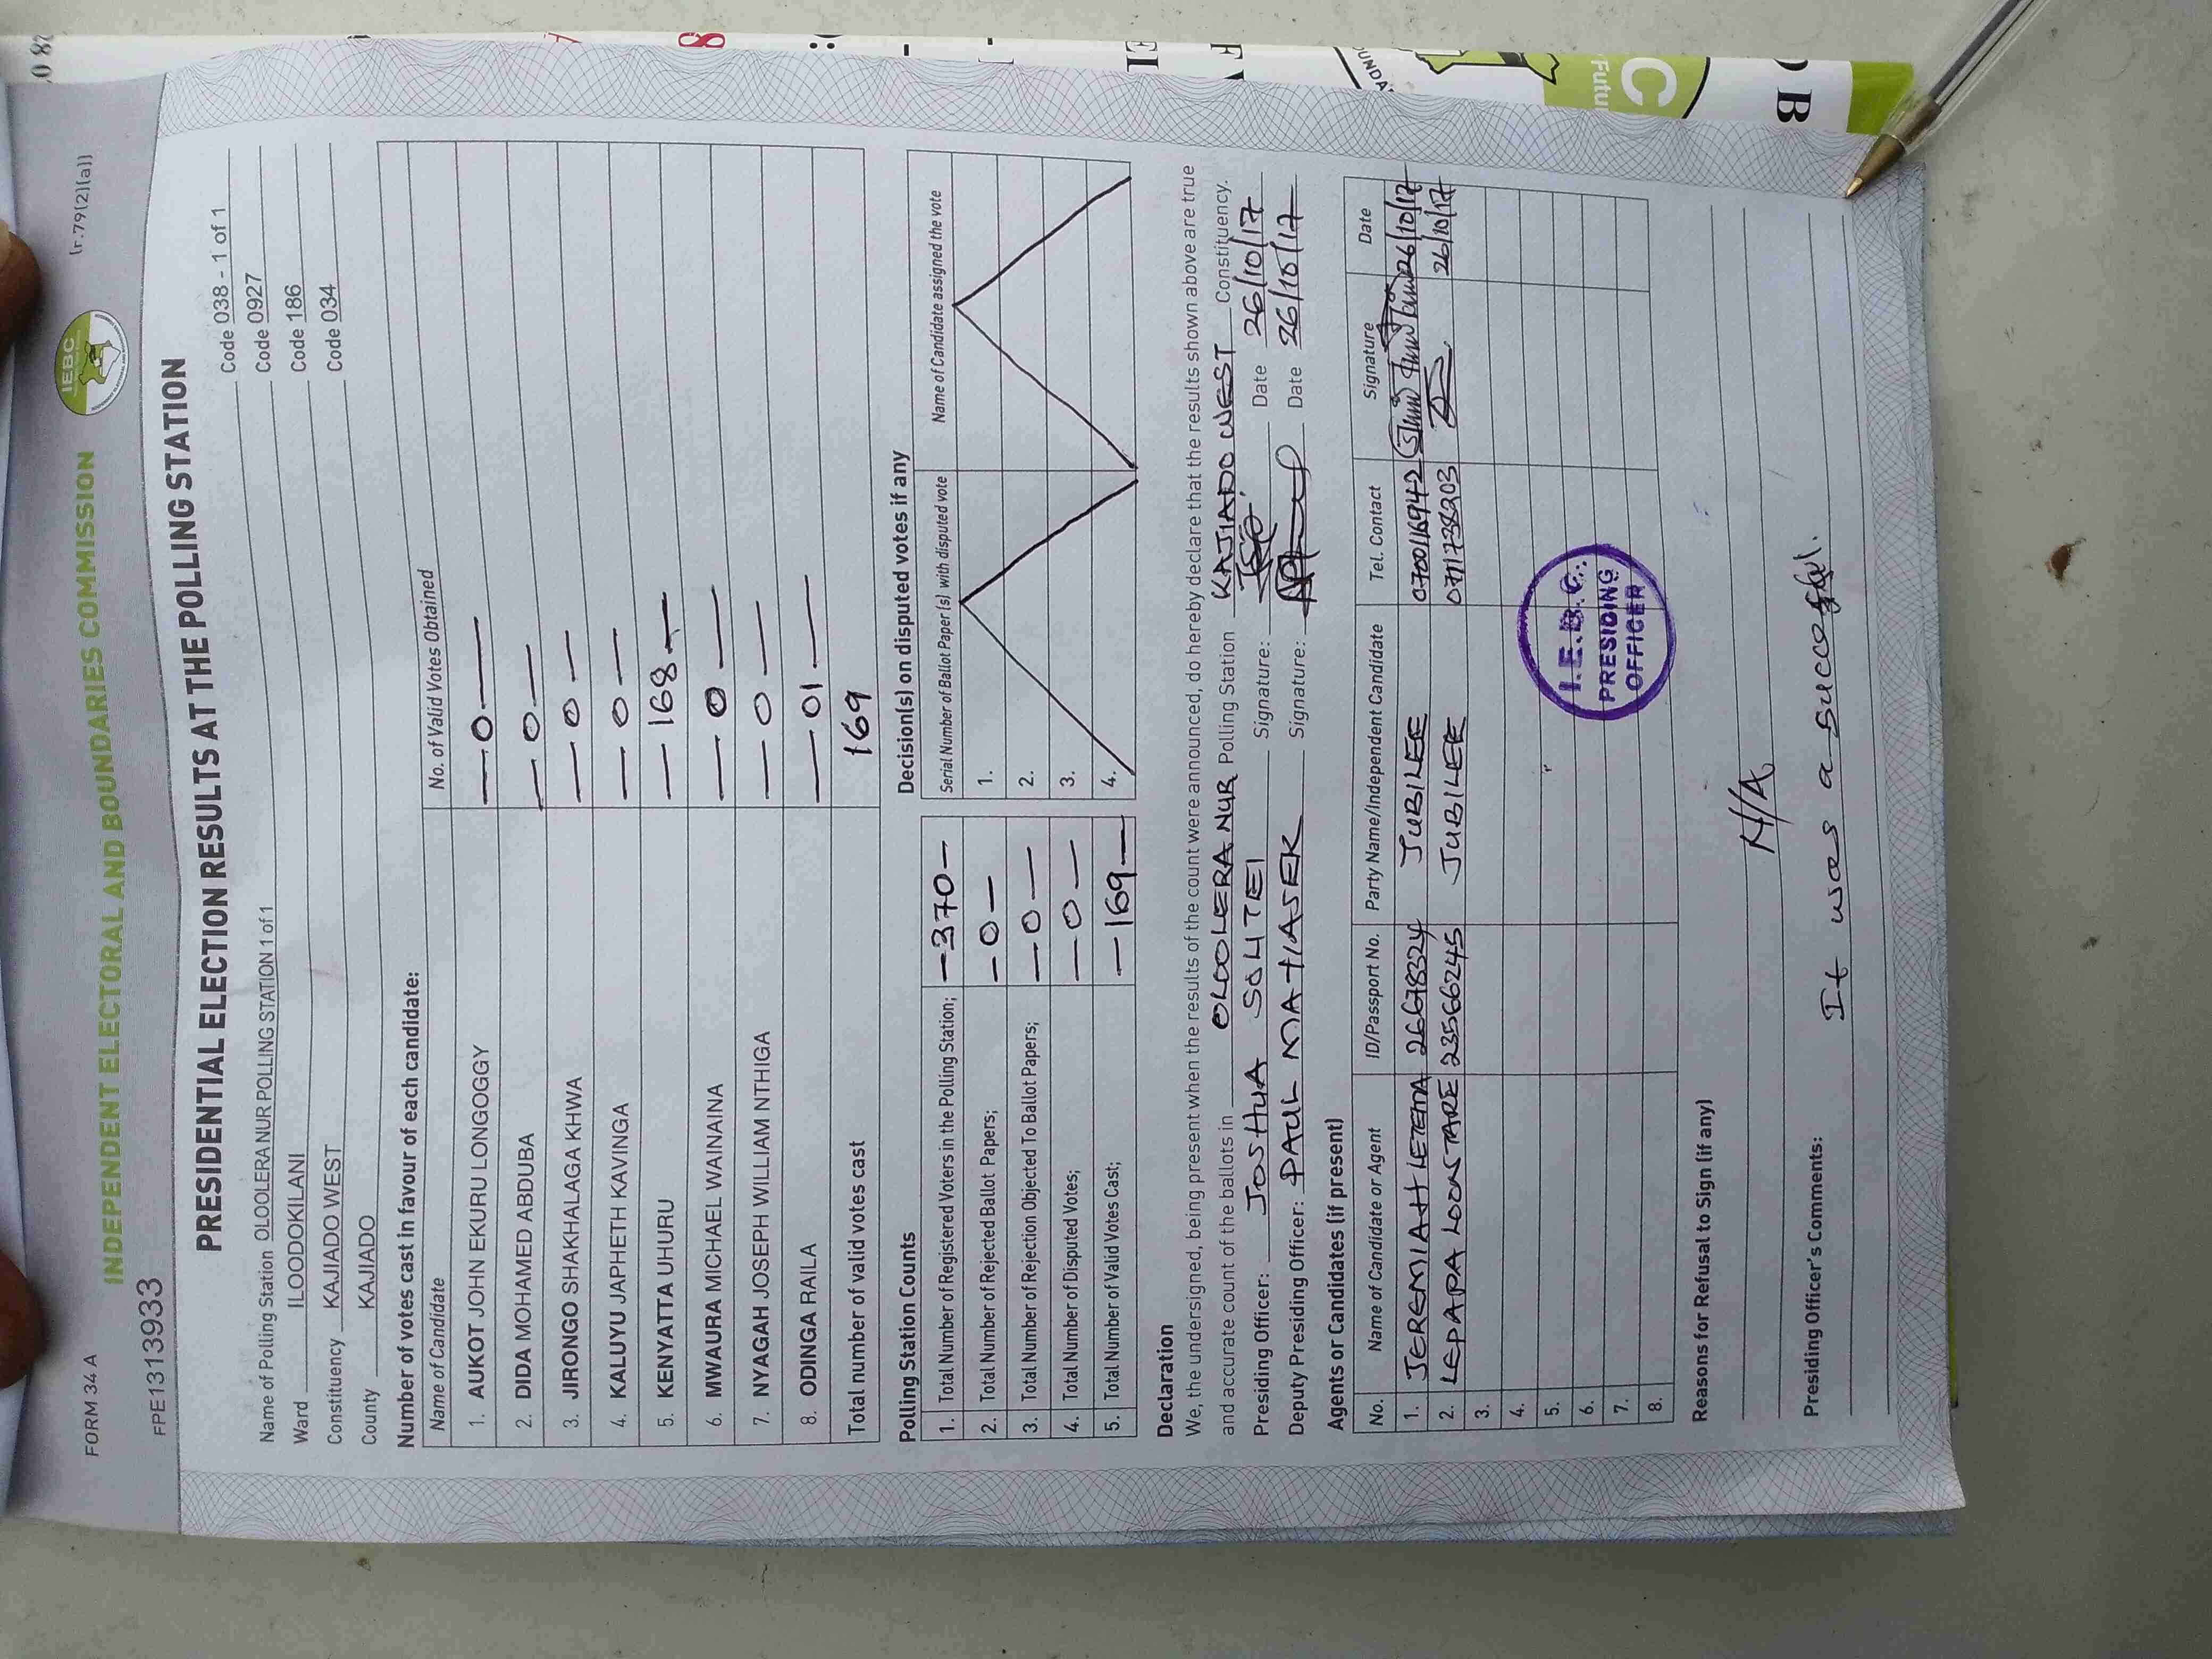 FORM 34 A
(r.79(2)(a))
INDEPENDENT ELECTORAL AND BOUNDARIES COMMISSION
IEBC
FPE1313933
PRESIDENTIAL ELECTION RESULTS AT THE POLLING STATION
Name of Polling Station OLOOLERA NUR POLLING STATION 1 of 1 Code 038 - 1 of 1
Ward ILOODOKILANI Code 0927
Constituency KAJIADO WEST Code 186
County KAJIADO Code 034
Number of votes cast in favour of each candidate:
Name of Candidate No. of Valid Votes Obtained
1. AUKOT JOHN EKURU LONGOGGY — 0 —
2. DIDA MOHAMED ABDUBA — 0 —
3. JIRONGO SHAKHALAGA KHWA — 0 —
4. KALUYU JAPHETH KAVINGA — 0 —
5. KENYATTA UHURU — 168 —
6. MWAURA MICHAEL WAINAINA — 0 —
7. NYAGAH JOSEPH WILLIAM NTHIGA — 0 —
8. ODINGA RAILA — 01 —
Total number of valid votes cast 169
Polling Station Counts
1. Total Number of Registered Voters in the Polling Station; — 370 —
2. Total Number of Rejected Ballot Papers; — 0 —
3. Total Number of Rejection Objected To Ballot Papers; — 0 —
4. Total Number of Disputed Votes; — 0 —
5. Total Number of Valid Votes Cast; — 169 —
Decision(s) on disputed votes if any
Serial Number of Ballot Paper (s) with disputed vote Name of Candidate assigned the vote
1.
2.
3.
4.
Declaration
We, the undersigned, being present when the results of the count were announced, do hereby declare that the results shown above are true
and accurate count of the ballots in OLOOLERA NUR Polling Station KAJIADO WEST Constituency.
Presiding Officer: JOSHUA SOLITEI Signature: Date 26/10/17
Deputy Presiding Officer: PAUL MATIASEK Signature: Date 26/10/17
Agents or Candidates (if present)
No. Name of Candidate or Agent ID/Passport No. Party Name/Independent Candidate Tel. Contact Signature Date
1. JEREMIAH LETEMA 26678324 JUBILEE 0700116942 26/10/17
2. LEPAPA LOONTARE 23566245 JUBILEE 0711738203 26/10/17
3.
4.
5.
6.
7.
8.
I.E.B.C.
PRESIDING
OFFICER
Reasons for Refusal to Sign (if any)
N/A
Presiding Officer's Comments:
It was a successful.